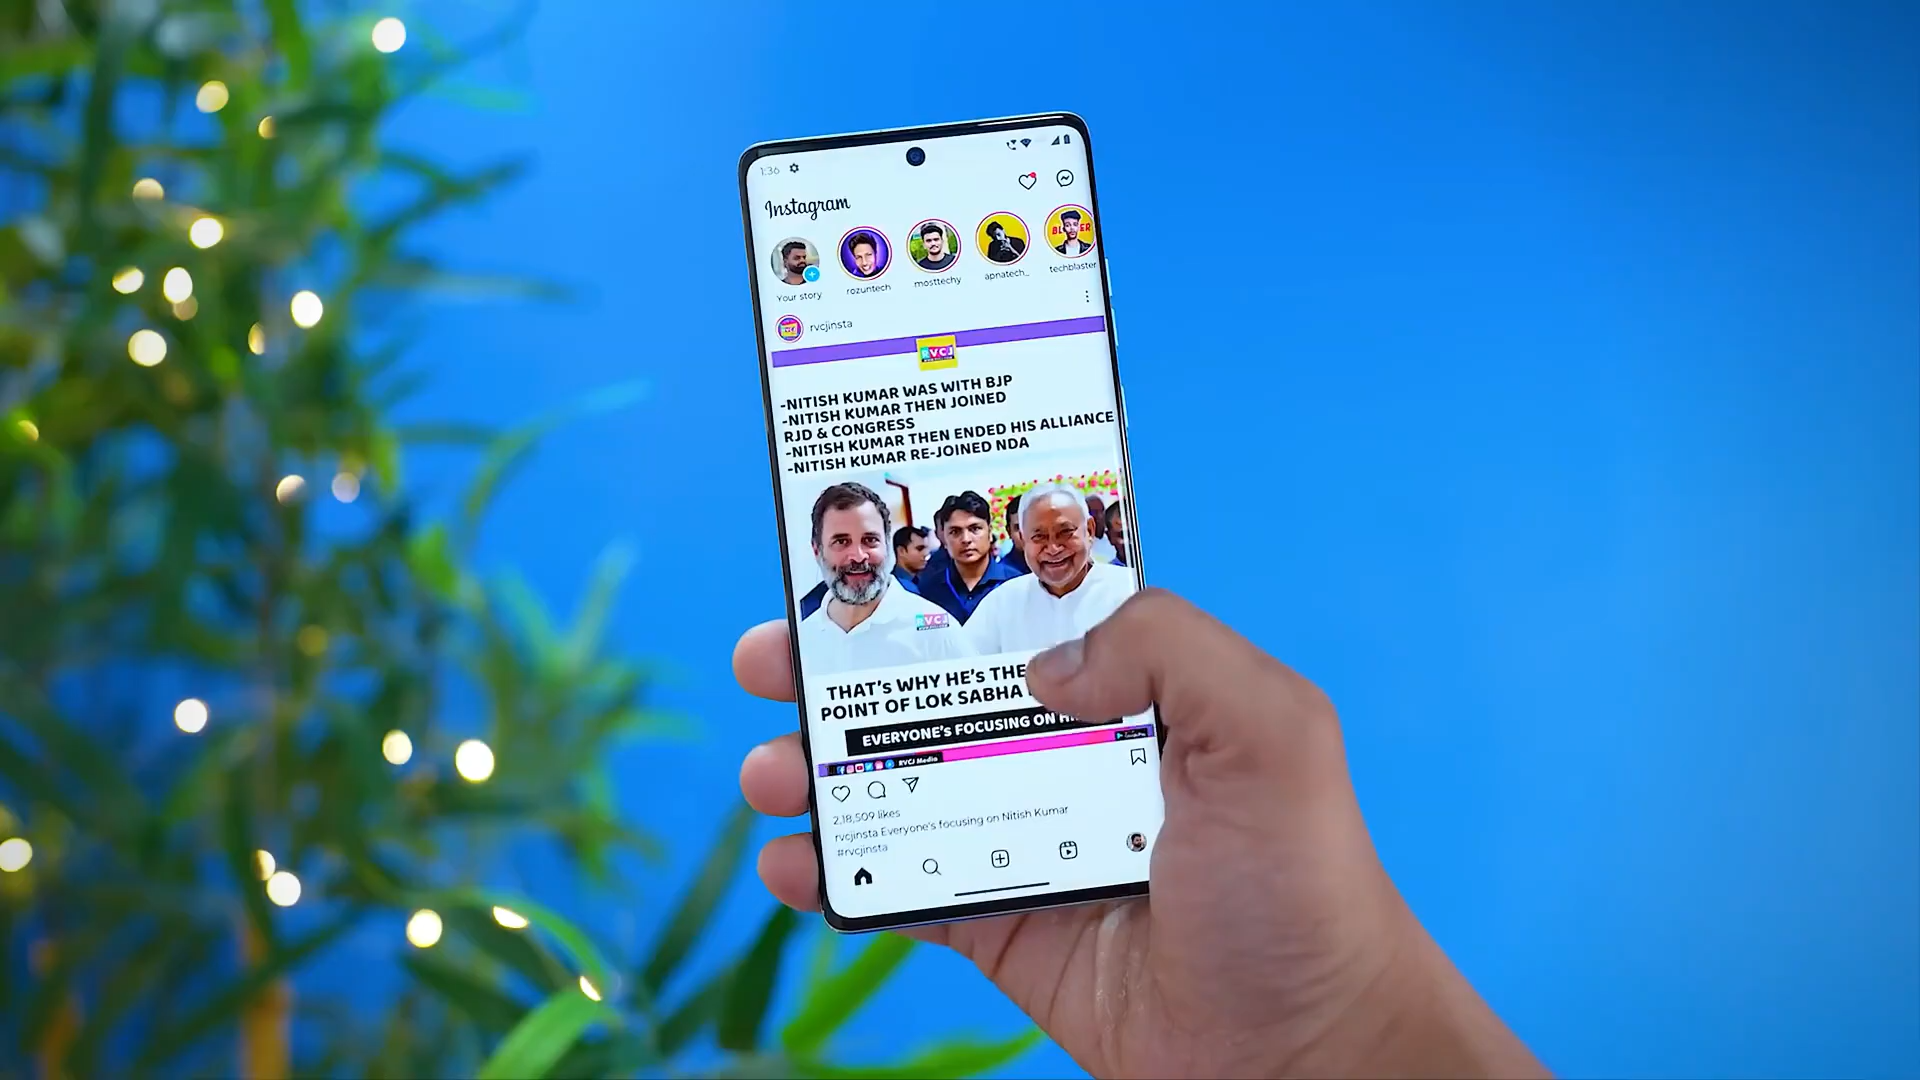 1:36
Instagram
BL ER
Your story
rozuntech
mosttechy
apnatech_
techblaster
rvcjinsta
RVCJ
-NITISH KUMAR WAS WITH BJP
-NITISH KUMAR THEN JOINED
RJD & CONGRESS
-NITISH KUMAR THEN ENDED HIS ALLIANCE
-NITISH KUMAR RE-JOINED NDA
RVCJ
THAT's WHY HE's THE
POINT OF LOK SABHA
EVERYONE's FOCUSING ON
RVCJ Media
2,18,509 likes
rvcjinsta Everyone's focusing on Nitish Kumar
#rvcjinsta